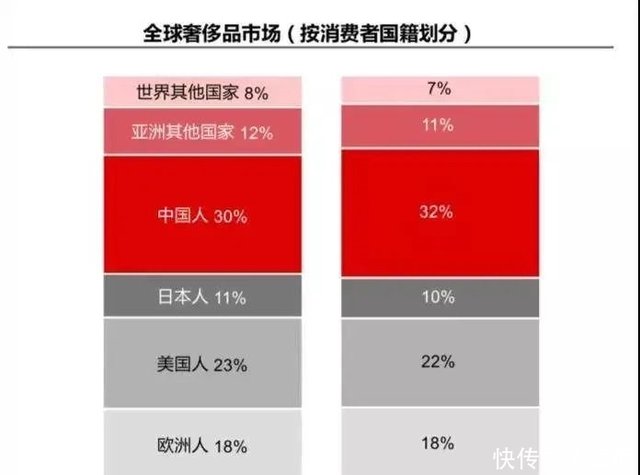 全球奢侈品市场（按消费者国籍划分）
世界其他国家 8%
7%
亚洲其他国家 12%
11%
中国人 30%
32%
日本人 11%
10%
美国人 23%
22%
欧洲人 18%
18%
快传